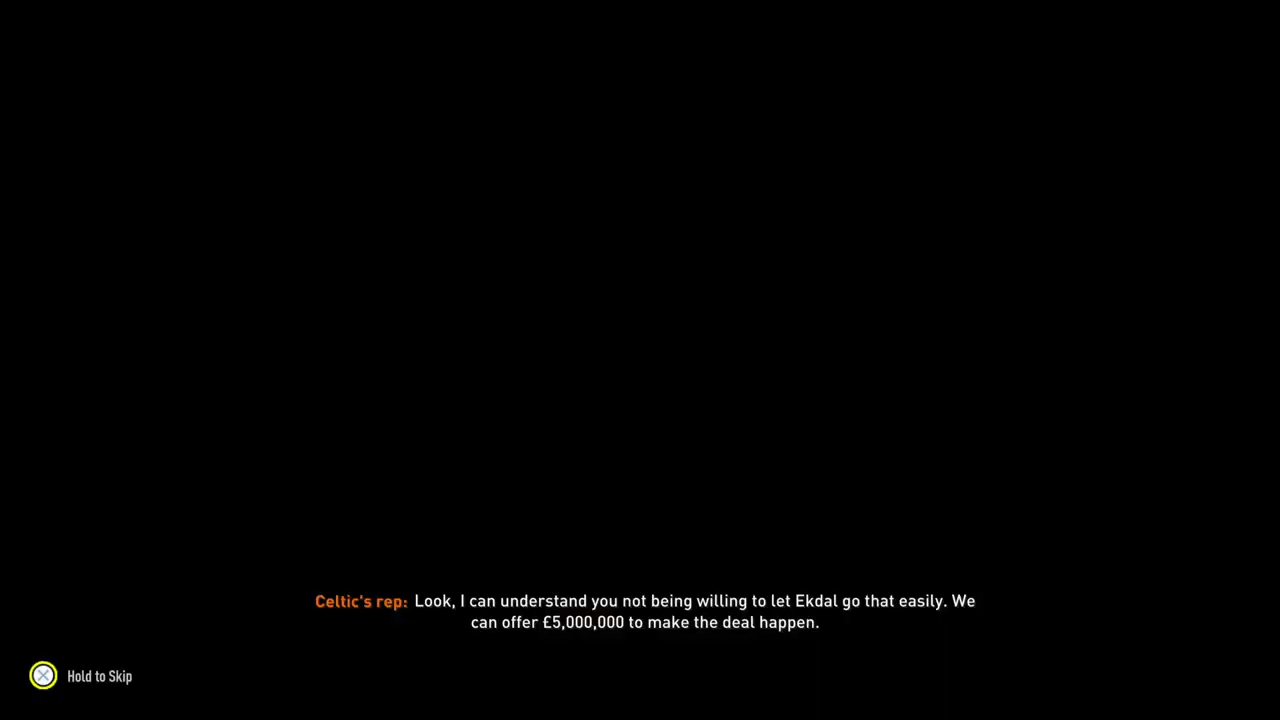 Celtic's rep: Look, I can understand you not being willing to let Ekdal go that easily. We
can offer £5,000,000 to make the deal happen.
Hold to Skip